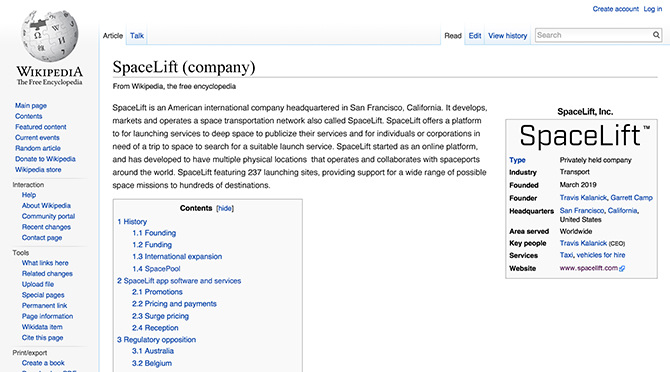 Create account Log in
WIKIPEDIA
The Free Encyclopedia
Main page
Contents
Featured content
Current events
Random article
Donate to Wikipedia
Wikipedia store
Interaction
Help
About Wikipedia
Community portal
Recent changes
Contact page
Tools
What links here
Related changes
Upload file
Special pages
Permanent link
Page information
Wikidata item
Cite this page
Print/export
Create a book
Article Talk
Read Edit View history Search
SpaceLift (company)
From Wikipedia, the free encyclopedia
SpaceLift is an American international company headquartered in San Francisco, California. It develops,
markets and operates a space transportation network also called SpaceLift. SpaceLift offers a platform
to for launching services to deep space to publicize their services and for individuals or corporations in
need of a trip to space to search for a suitable launch service. SpaceLift started as an online platform,
and has developed to have multiple physical locations that operates and collaborates with spaceports
around the world. SpaceLift featuring 237 launching sites, providing support for a wide range of possible
space missions to hundreds of destinations.
Contents [hide]
1 History
1.1 Founding
1.2 Funding
1.3 International expansion
1.4 SpacePool
2 SpaceLift app software and services
2.1 Promotions
2.2 Pricing and payments
2.3 Surge pricing
2.4 Reception
3 Regulatory opposition
3.1 Australia
3.2 Belgium
SpaceLift, Inc.
SpaceLift™
Type Privately held company
Industry Transport
Founded March 2019
Founder Travis Kalanick, Garrett Camp
Headquarters San Francisco, California,
United States
Area served Worldwide
Key people Travis Kalanick (CEO)
Services Taxi, vehicles for hire
Website www.spacelift.com